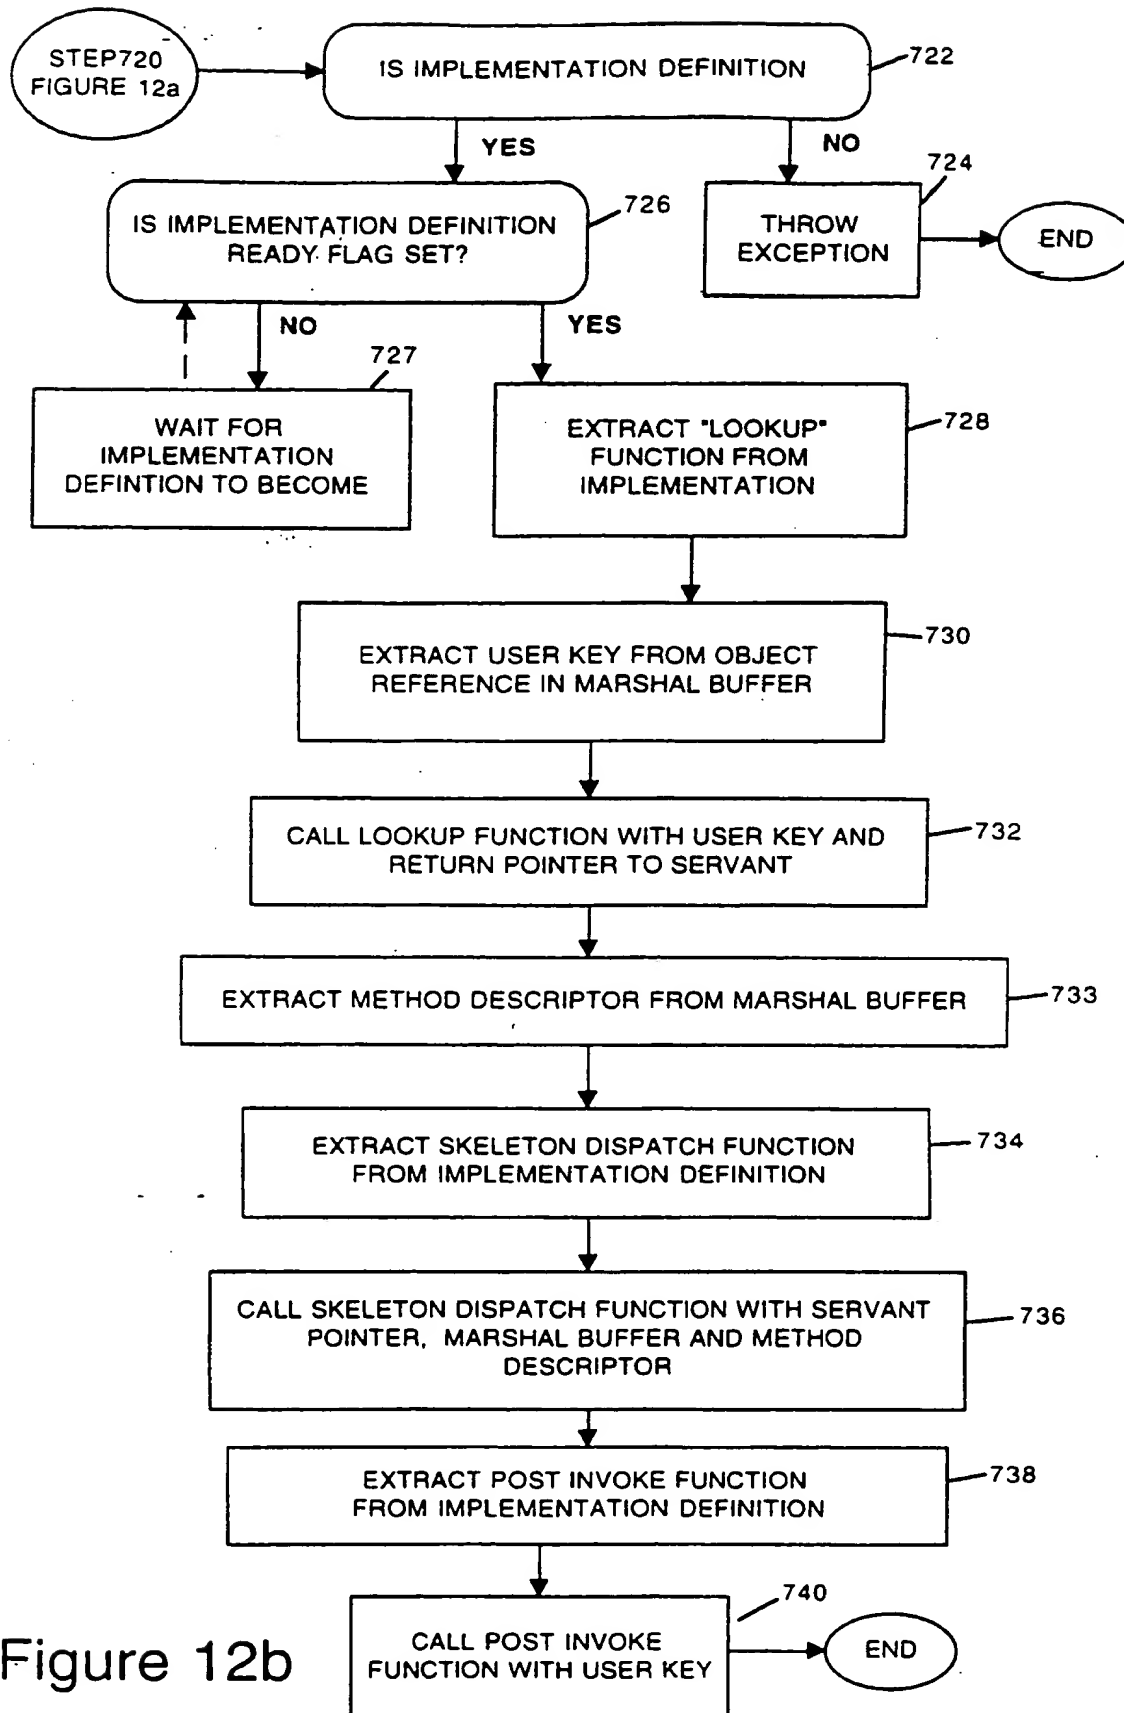 STEP720
FIGURE 12a
IS IMPLEMENTATION DEFINITION
722
YES
NO
724
IS IMPLEMENTATION DEFINITION
READY FLAG SET?
726
THROW
EXCEPTION
END
NO
YES
727
WAIT FOR
IMPLEMENTATION
DEFINTION TO BECOME
EXTRACT "LOOKUP"
FUNCTION FROM
IMPLEMENTATION
728
EXTRACT USER KEY FROM OBJECT
REFERENCE IN MARSHAL BUFFER
730
CALL LOOKUP FUNCTION WITH USER KEY AND
RETURN POINTER TO SERVANT
732
EXTRACT METHOD DESCRIPTOR FROM MARSHAL BUFFER
733
EXTRACT SKELETON DISPATCH FUNCTION
FROM IMPLEMENTATION DEFINITION
734
CALL SKELETON DISPATCH FUNCTION WITH SERVANT
POINTER, MARSHAL BUFFER AND METHOD
DESCRIPTOR
736
EXTRACT POST INVOKE FUNCTION
FROM IMPLEMENTATION DEFINITION
738
740
CALL POST INVOKE
FUNCTION WITH USER KEY
END
Figure 12b